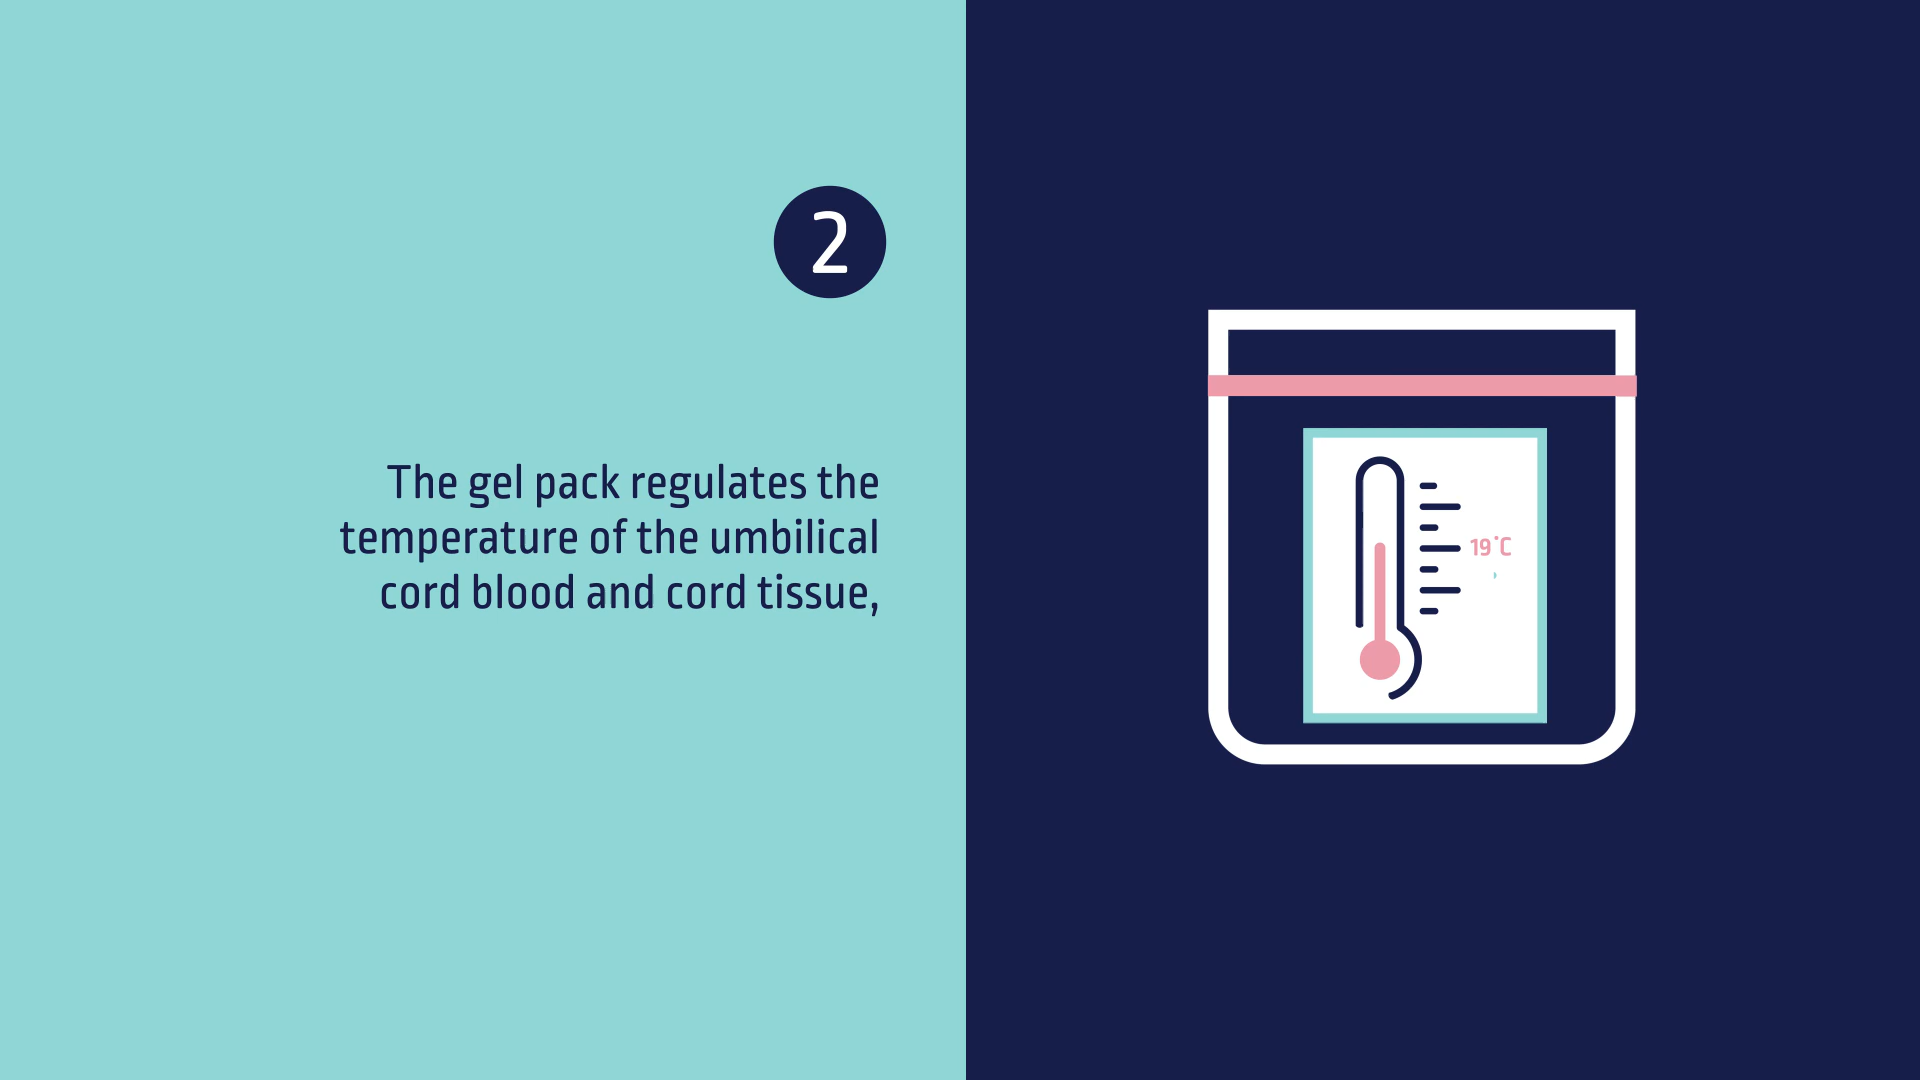 2
The gel pack regulates the
temperature of the umbilical
cord blood and cord tissue,
19°C